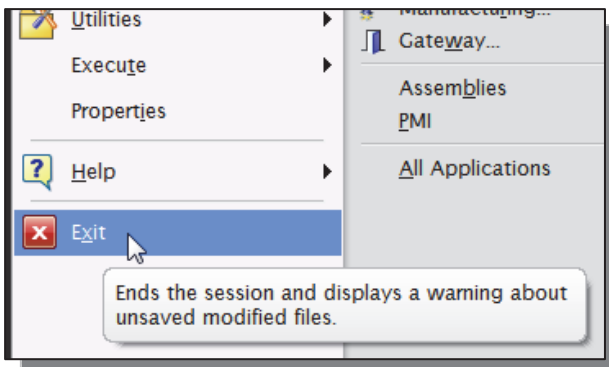 Utilities
Execute
Properties
Help
Exit
Manufacturing...
Gateway...
Assemblies
PMI
All Applications
Ends the session and displays a warning about
unsaved modified files.